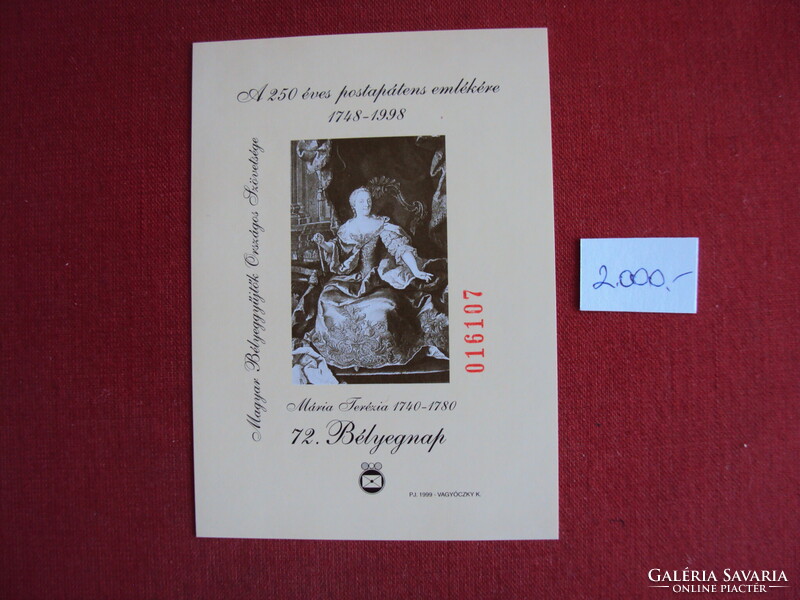 A 250 éves postapátens emlékére
1748-1998
Magyar Bélyeggyűjtők Országos Szövetsége
016107
Mária Terézia 1740-1780
72. Bélyegnap
PJ. 1999 - VAGYÓCZKY K.
2.000.-
GALÉRIA SAVARIA
ONLINE PIACTÉR